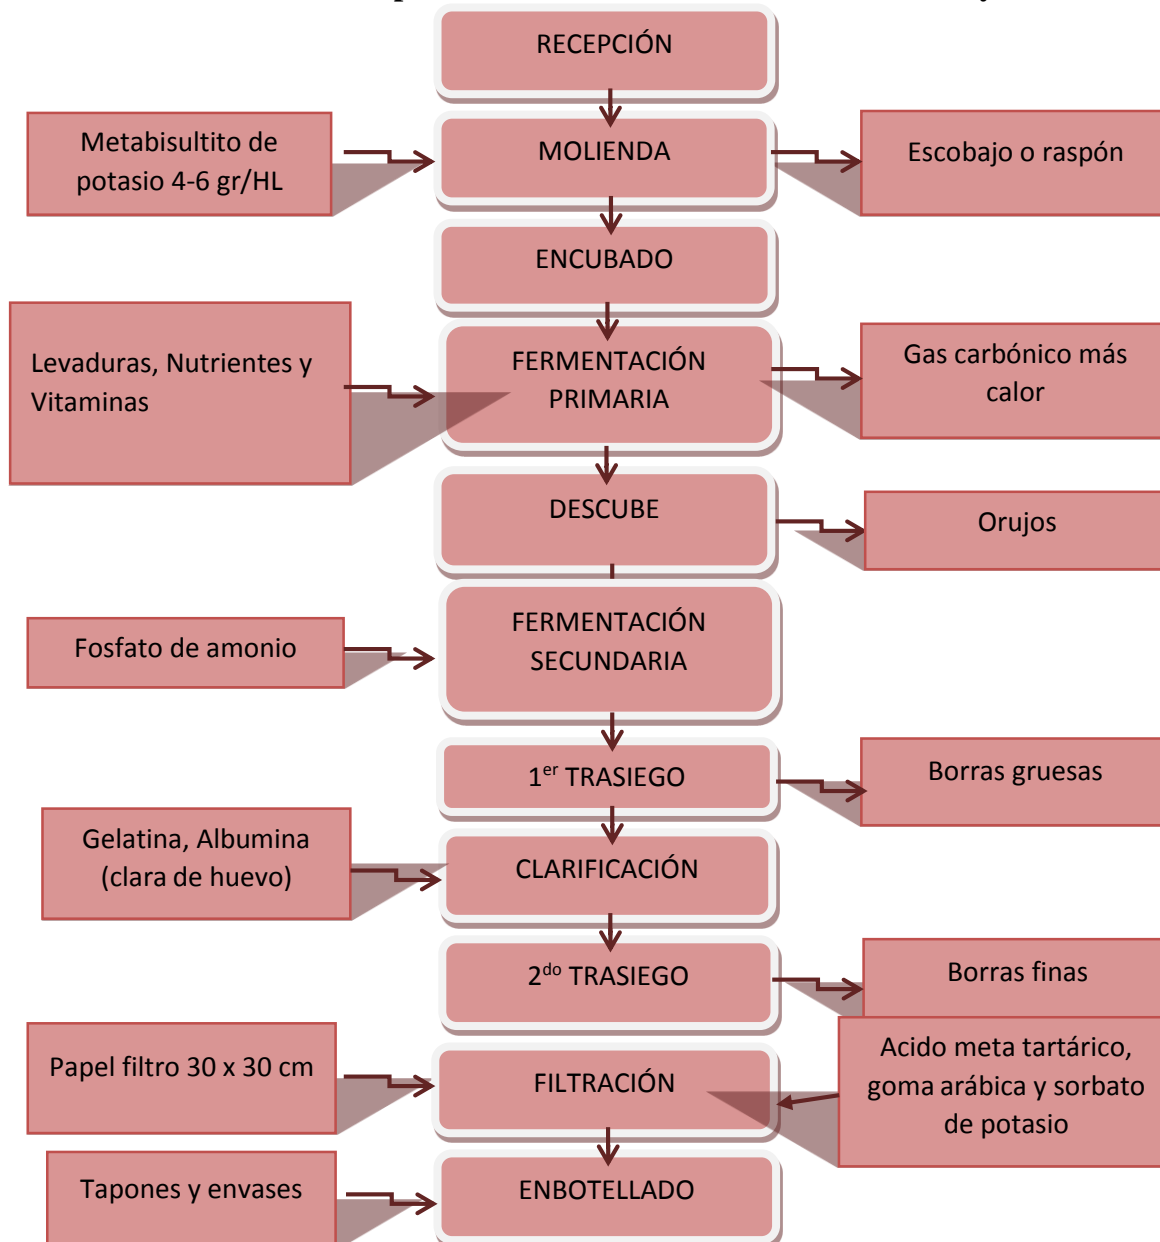 RECEPCIÓN
Metabisultito de
potasio 4-6 gr/HL
MOLIENDA
Escobajo o raspón
ENCUBADO
Levaduras, Nutrientes y
Vitaminas
FERMENTACIÓN
PRIMARIA
Gas carbónico más
calor
DESCUBE
Orujos
Fosfato de amonio
FERMENTACIÓN
SECUNDARIA
1er TRASIEGO
Borras gruesas
Gelatina, Albumina
(clara de huevo)
CLARIFICACIÓN
2do TRASIEGO
Borras finas
Papel filtro 30 x 30 cm
FILTRACIÓN
Acido meta tartárico,
goma arábica y sorbato
de potasio
Tapones y envases
ENBOTELLADO